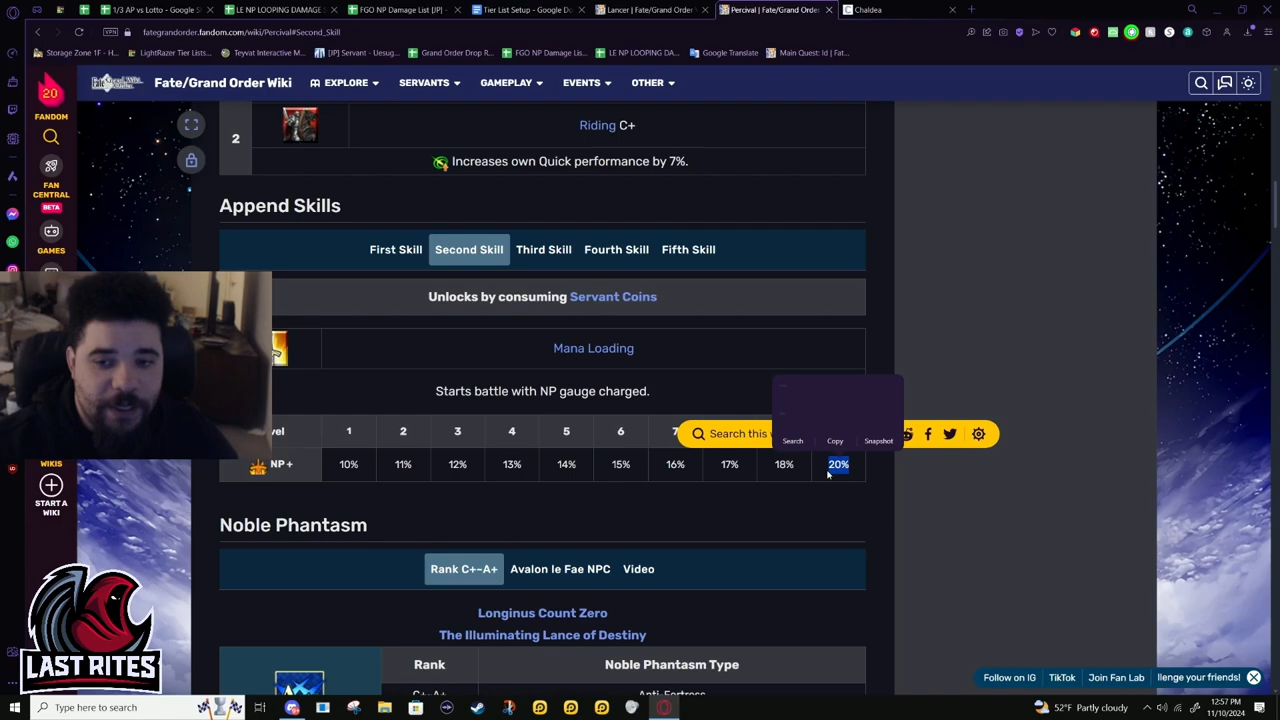 1/3 AP vs Lotto - Google S
LE NP LOOPING DAMAGE
FGO NP Damage List [JP]
Tier List Setup - Google Do
Lancer | Fate/Grand Order
Percival | Fate/Grand Order
Chaldea
VPN
fategrandorder.fandom.com/wiki/Percival#Second_Skill
Storage Zone 1F - H...
LightRazer Tier Lists...
Teyvat Interactive M...
[JP] Servant - Uesug...
Grand Order Drop R...
FGO NP Damage Lis...
LE NP LOOPING DA...
Google Translate
Main Quest: Id | Fat...
20
FANDOM
FAN CENTRAL
BETA
GAMES
WIKIS
START A WIKI
Fate/Grand Order Wiki
EXPLORE
SERVANTS
GAMEPLAY
EVENTS
OTHER
2
Riding C+
Increases own Quick performance by 7%.
Append Skills
First Skill
Second Skill
Third Skill
Fourth Skill
Fifth Skill
Unlocks by consuming Servant Coins
Mana Loading
Starts battle with NP gauge charged.
vel 1 2 3 4 5 6 7
Search this
Search
Copy
Snapshot
NP + 10% 11% 12% 13% 14% 15% 16% 17% 18% 20%
Noble Phantasm
Rank C+~A+
Avalon le Fae NPC
Video
Longinus Count Zero
The Illuminating Lance of Destiny
Rank
Noble Phantasm Type
C+~A+
Anti-Fortress
LAST RITES
Follow on IG
TikTok
Join Fan Lab
llenge your friends!
Type here to search
52°F Partly cloudy
12:57 PM
11/10/2024